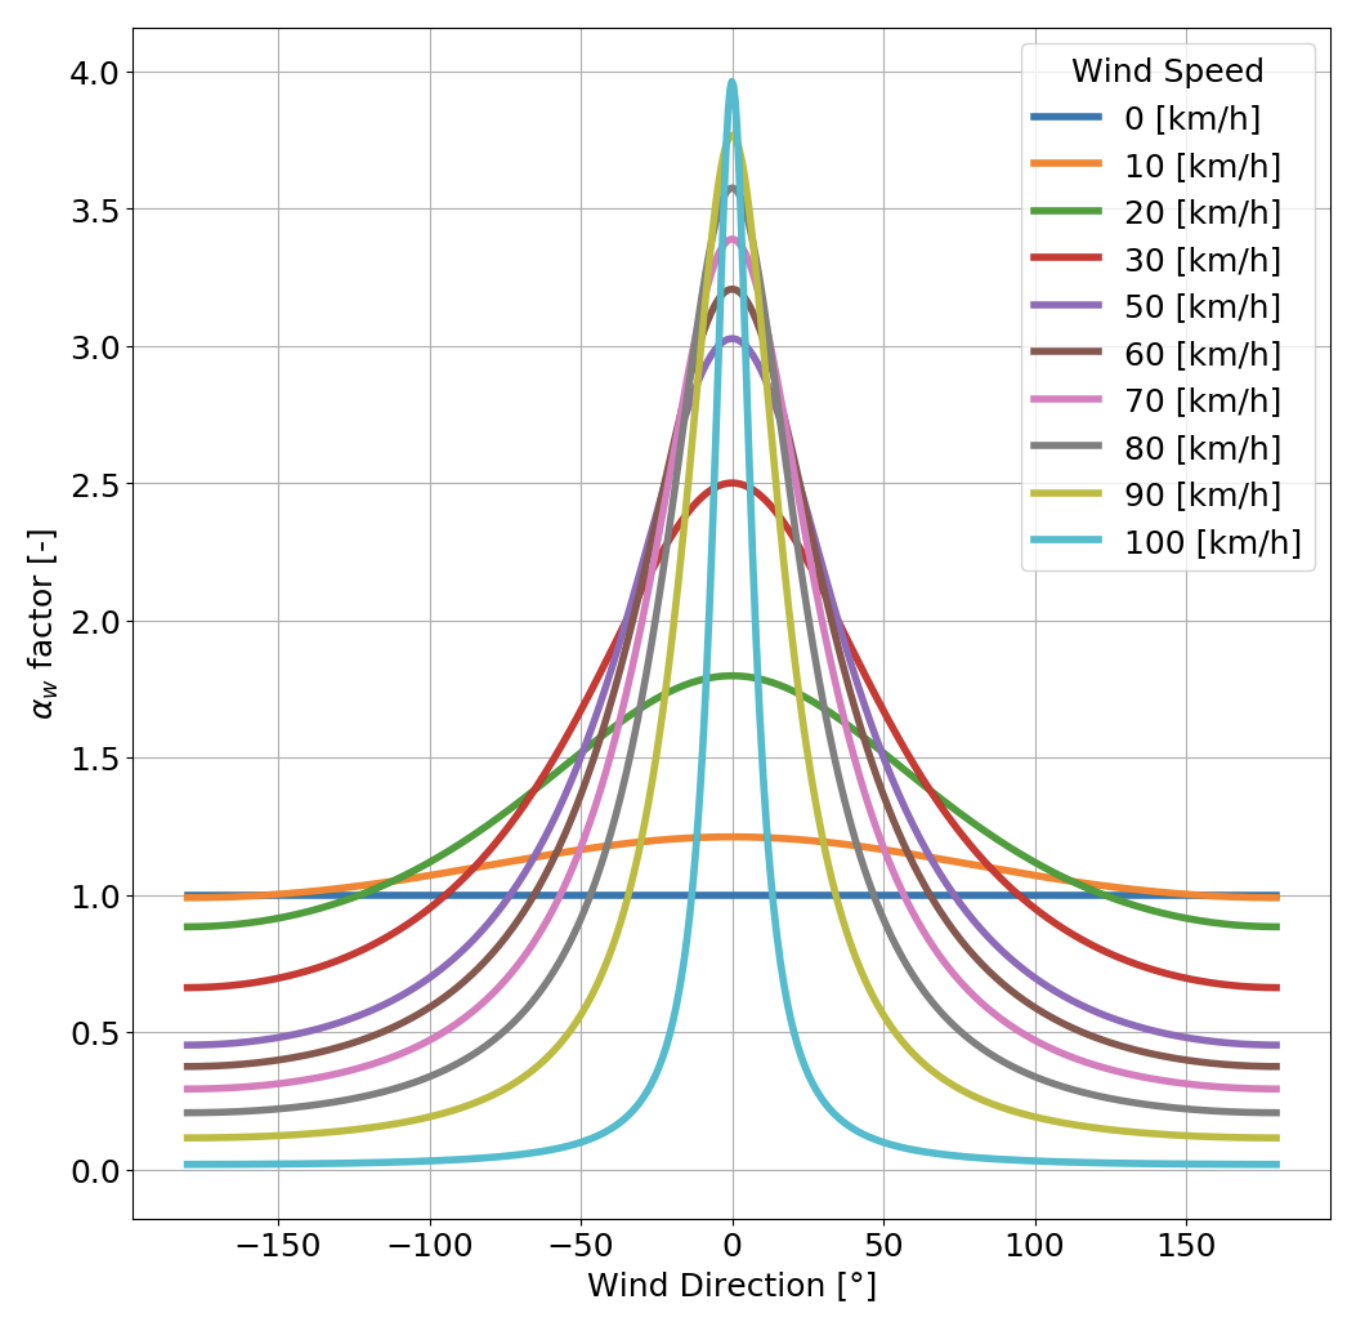 4.0
3.5
3.0
2.5
2.0
1.5
1.0
0.5
0.0
α_w factor [-]
Wind Speed
0 [km/h]
10 [km/h]
20 [km/h]
30 [km/h]
50 [km/h]
60 [km/h]
70 [km/h]
80 [km/h]
90 [km/h]
100 [km/h]
−150 −100 −50 0 50 100 150
Wind Direction [°]